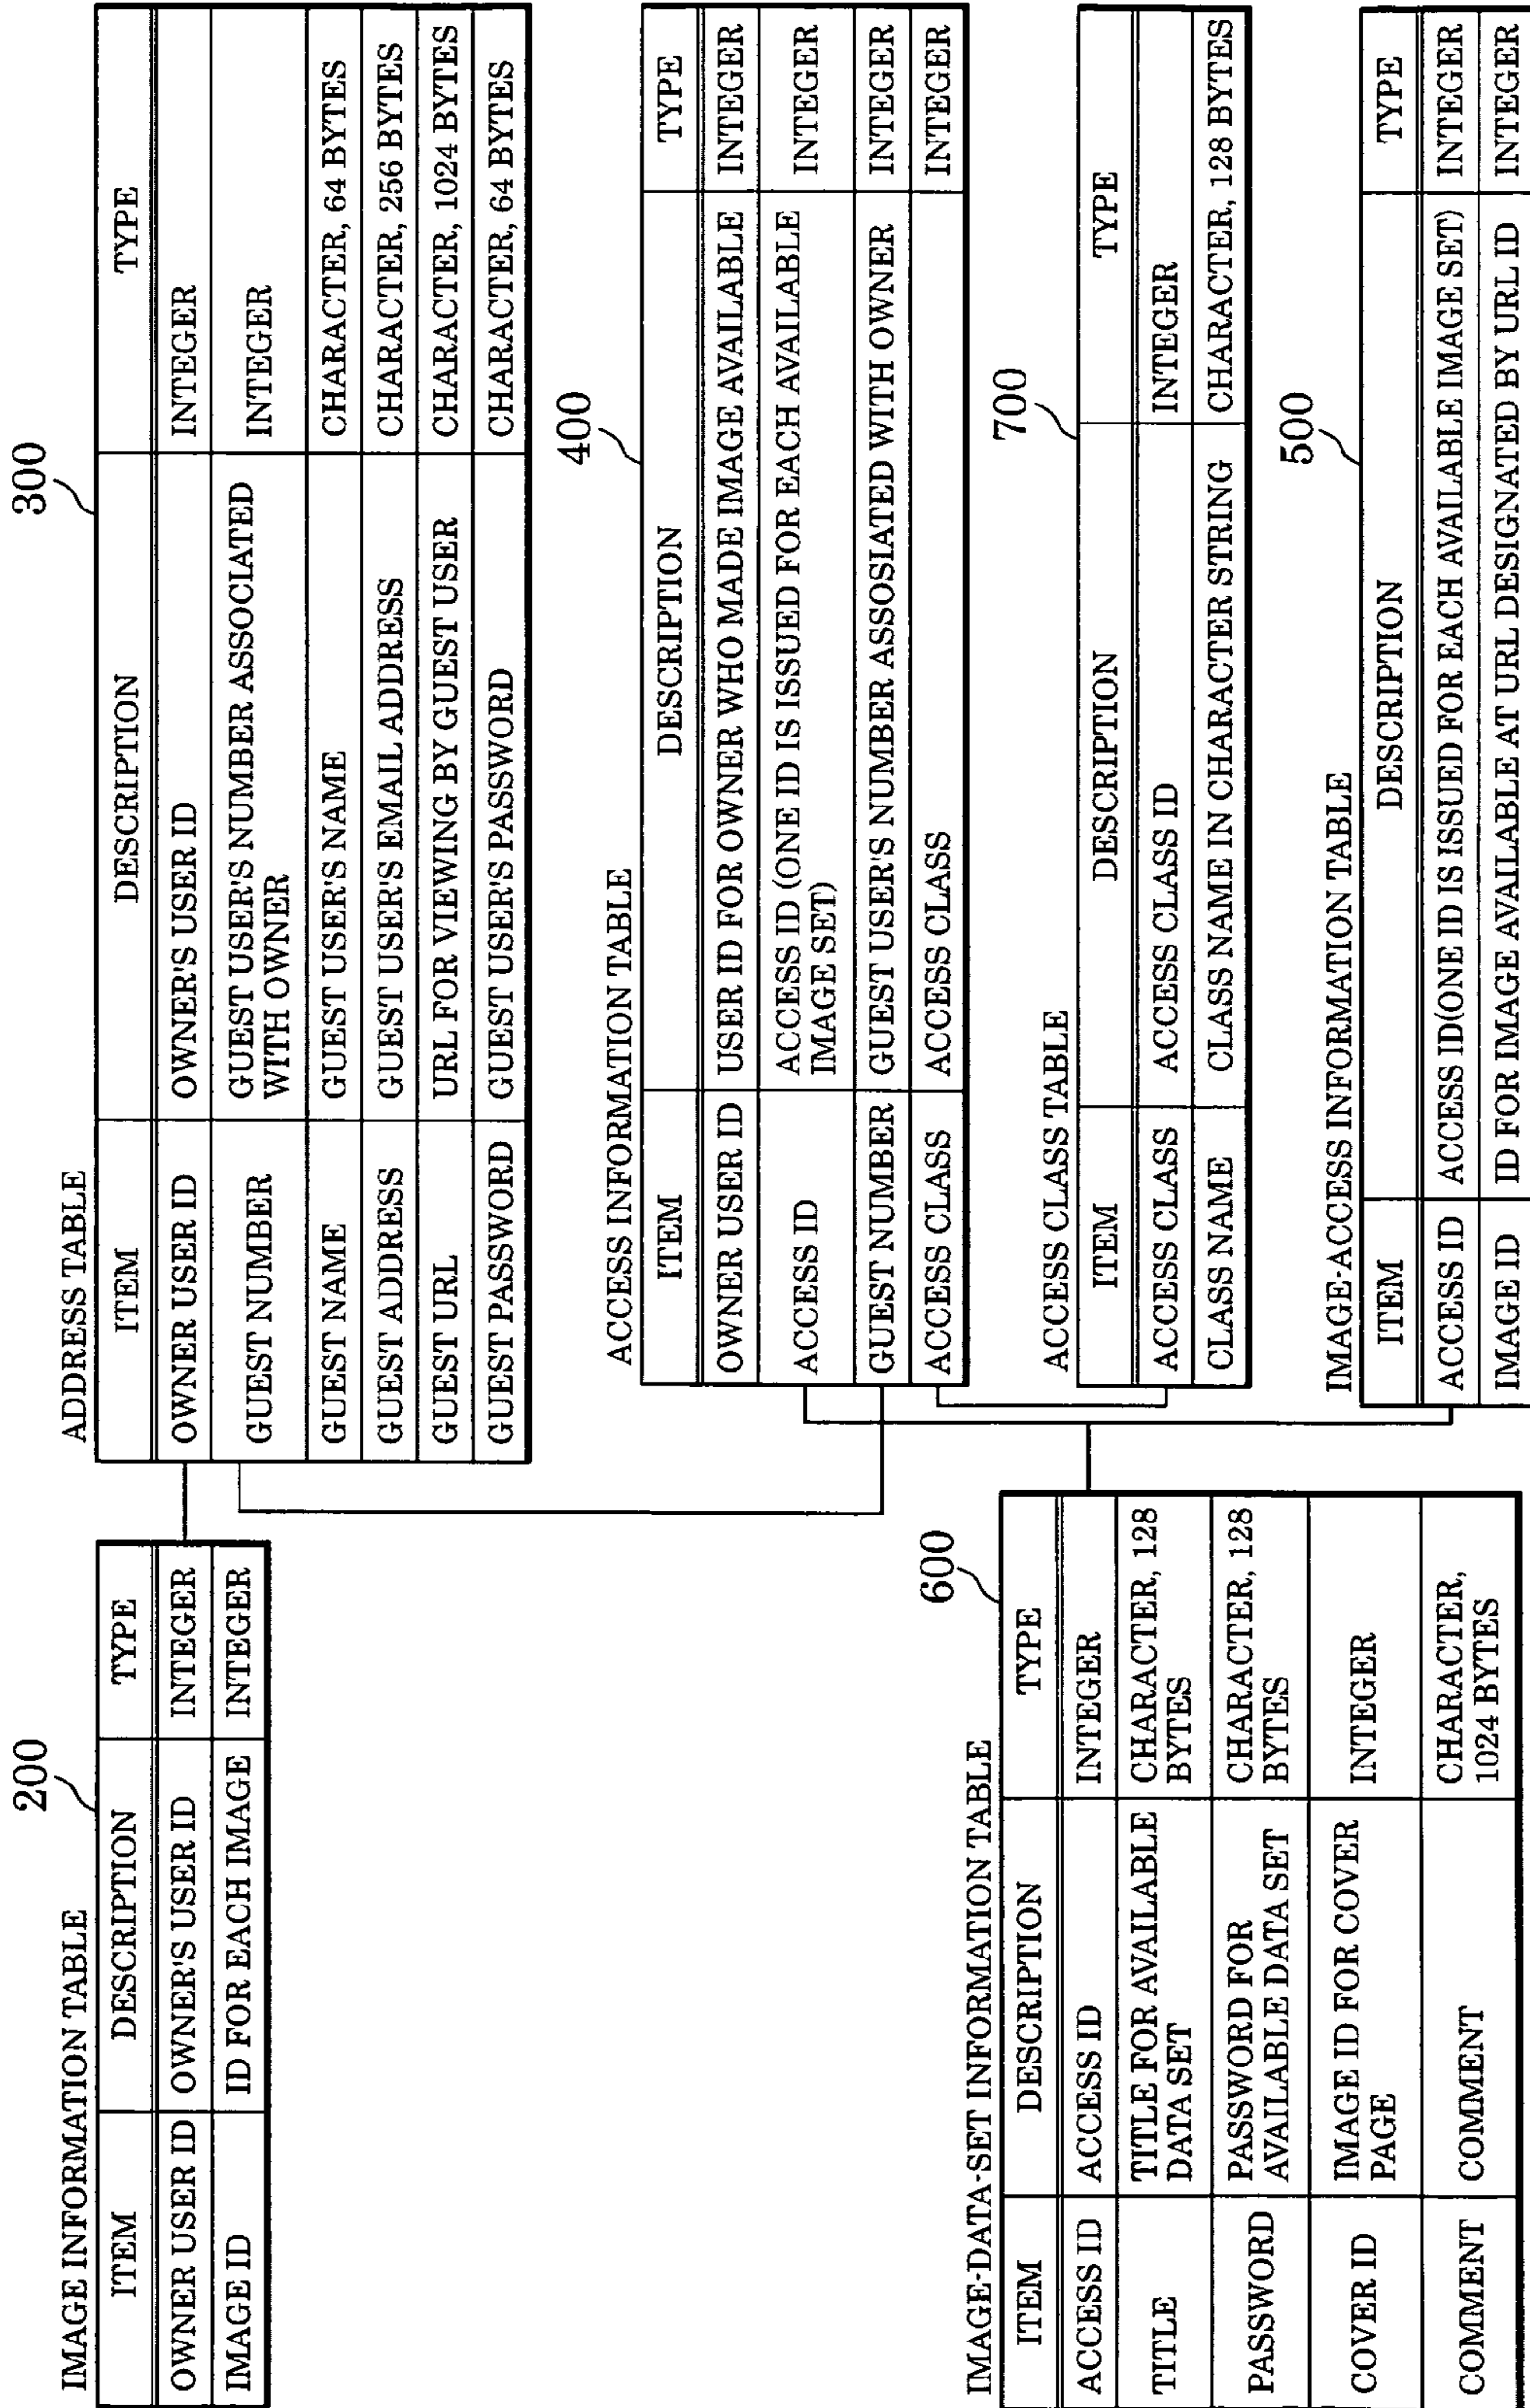 IMAGE INFORMATION TABLE
200
ITEM DESCRIPTION TYPE
OWNER USER ID OWNER'S USER ID INTEGER
IMAGE ID ID FOR EACH IMAGE INTEGER
ADDRESS TABLE
300
ITEM DESCRIPTION TYPE
OWNER USER ID OWNER'S USER ID INTEGER
GUEST NUMBER GUEST USER'S NUMBER ASSOCIATED INTEGER
WITH OWNER
GUEST NAME GUEST USER'S NAME CHARACTER, 64 BYTES
GUEST ADDRESS GUEST USER'S EMAIL ADDRESS CHARACTER, 256 BYTES
GUEST URL URL FOR VIEWING BY GUEST USER CHARACTER, 1024 BYTES
GUEST PASSWORD GUEST USER'S PASSWORD CHARACTER, 64 BYTES
ACCESS INFORMATION TABLE
400
ITEM DESCRIPTION TYPE
OWNER USER ID USER ID FOR OWNER WHO MADE IMAGE AVAILABLE INTEGER
ACCESS ID ACCESS ID (ONE ID IS ISSUED FOR EACH AVAILABLE INTEGER
IMAGE SET)
GUEST NUMBER GUEST USER'S NUMBER ASSOSIATED WITH OWNER INTEGER
ACCESS CLASS ACCESS CLASS INTEGER
IMAGE-DATA-SET INFORMATION TABLE
600
ITEM DESCRIPTION TYPE
ACCESS ID ACCESS ID INTEGER
TITLE TITLE FOR AVAILABLE CHARACTER, 128
DATA SET BYTES
PASSWORD PASSWORD FOR CHARACTER, 128
AVAILABLE DATA SET BYTES
COVER ID IMAGE ID FOR COVER INTEGER
PAGE
COMMENT COMMENT CHARACTER,
1024 BYTES
ACCESS CLASS TABLE
700
ITEM DESCRIPTION TYPE
ACCESS CLASS ACCESS CLASS ID INTEGER
CLASS NAME CLASS NAME IN CHARACTER STRING CHARACTER, 128 BYTES
IMAGE-ACCESS INFORMATION TABLE
500
ITEM DESCRIPTION TYPE
ACCESS ID ACCESS ID(ONE ID IS ISSUED FOR EACH AVAILABLE IMAGE SET) INTEGER
IMAGE ID ID FOR IMAGE AVAILABLE AT URL DESIGNATED BY URL ID INTEGER